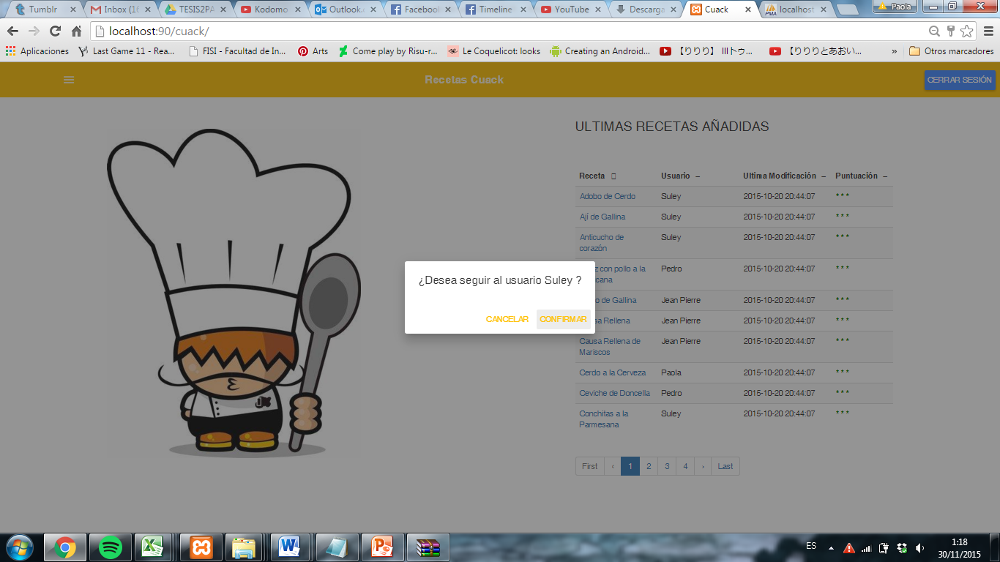 Tumblr
Inbox (16
TESIS2PA
Kodomo
Outlook.
Facebook
Timeline
YouTube
Descarga
Cuack
localhost
Paola
localhost:90/cuack/
Aplicaciones
Last Game 11 - Rea...
FISI - Facultad de In...
Arts
Come play by Risu-r...
Le Coquelicot: looks
Creating an Android...
【りりり】 IIIトゥ...
【りりりとあおい...
»
Otros marcadores
Recetas Cuack
CERRAR SESIÓN
ULTIMAS RECETAS AÑADIDAS
Receta Usuario – Ultima Modificación – Puntuación –
Adobo de Cerdo Suley 2015-10-20 20:44:07 * * *
Ají de Gallina Suley 2015-10-20 20:44:07 * * *
Anticucho de Suley 2015-10-20 20:44:07 * * *
corazón
con pollo a la Pedro 2015-10-20 20:44:07 * * *
de Gallina Jean Pierre 2015-10-20 20:44:07 * * *
Rellena Jean Pierre 2015-10-20 20:44:07 * * *
Causa Rellena de Jean Pierre 2015-10-20 20:44:07 * * *
Mariscos
Cerdo a la Cerveza Paola 2015-10-20 20:44:07 * * *
Ceviche de Doncella Pedro 2015-10-20 20:44:07 * * *
Conchitas a la Suley 2015-10-20 20:44:07 * * *
Parmesana
¿Desea seguir al usuario Suley ?
CANCELAR CONFIRMAR
First ‹ 1 2 3 4 › Last
ES
1:18
30/11/2015